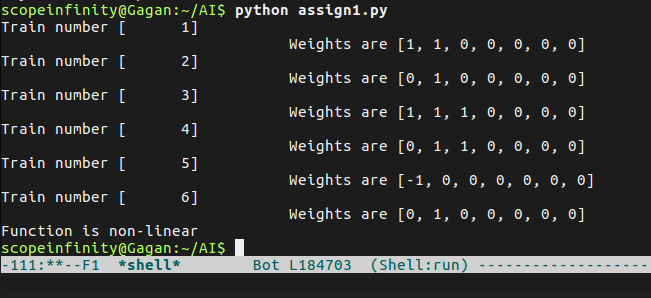 scopeinfinity@Gagan:~/AI$ python assign1.py
Train number [      1]
Weights are [1, 1, 0, 0, 0, 0, 0]
Train number [      2]
Weights are [0, 1, 0, 0, 0, 0, 0]
Train number [      3]
Weights are [1, 1, 1, 0, 0, 0, 0]
Train number [      4]
Weights are [0, 1, 1, 0, 0, 0, 0]
Train number [      5]
Weights are [-1, 0, 0, 0, 0, 0, 0]
Train number [      6]
Weights are [0, 1, 0, 0, 0, 0, 0]
Function is non-linear
scopeinfinity@Gagan:~/AI$
-111:**--F1  *shell*       Bot L184703  (Shell:run) -------------------